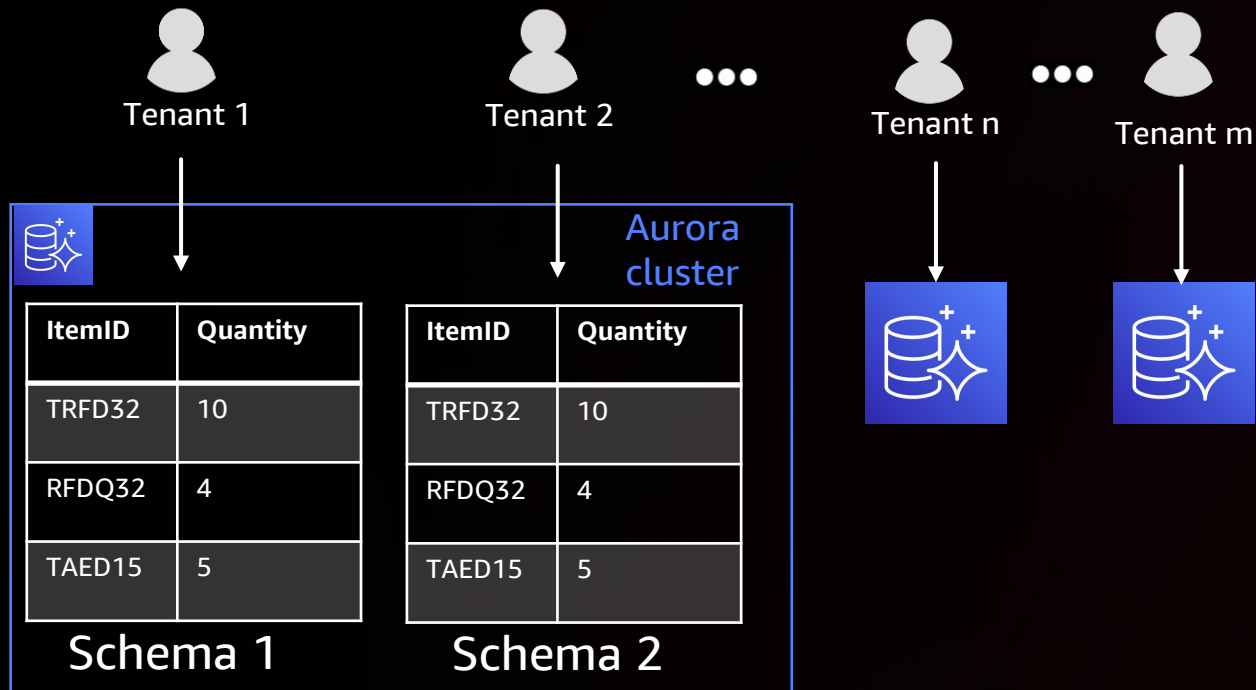 Tenant 1
Tenant 2
Tenant n
Tenant m
Aurora
cluster
ItemID Quantity
TRFD32 10
RFDQ32 4
TAED15 5
Schema 1
ItemID Quantity
TRFD32 10
RFDQ32 4
TAED15 5
Schema 2